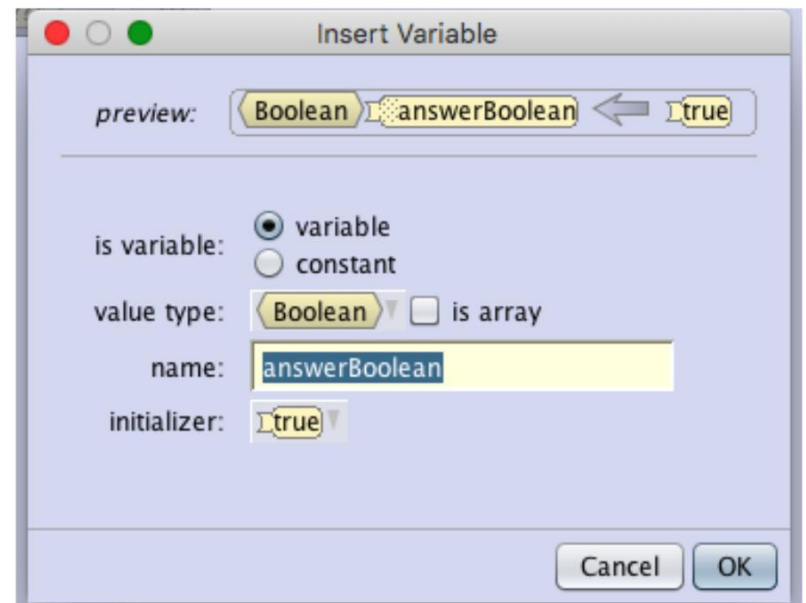 Insert Variable
preview: Boolean answerBoolean true
is variable: variable
constant
value type: Boolean is array
name: answerBoolean
initializer: true
Cancel OK